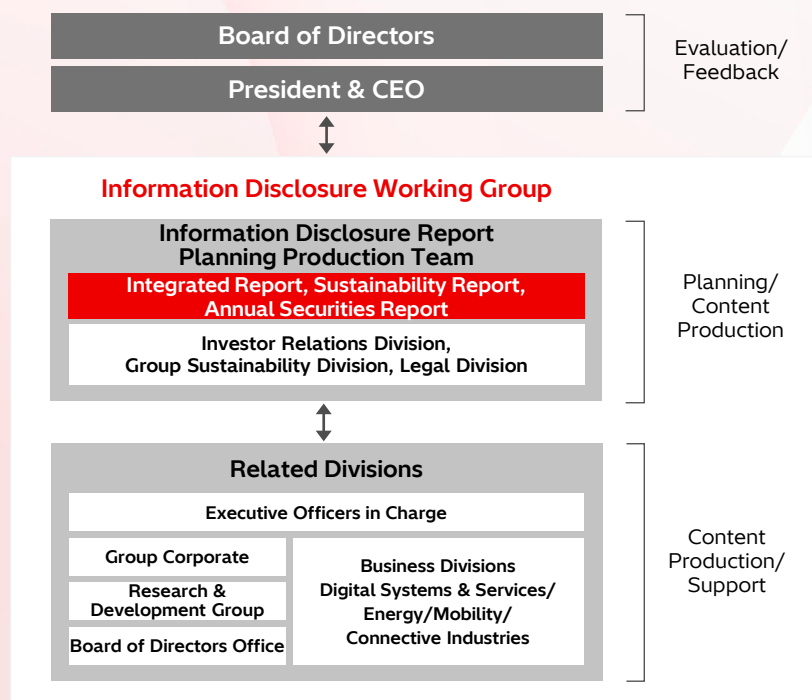 Board of Directors
President & CEO
Evaluation/
Feedback
Information Disclosure Working Group
Information Disclosure Report
Planning Production Team
Integrated Report, Sustainability Report,
Annual Securities Report
Investor Relations Division,
Group Sustainability Division, Legal Division
Planning/
Content
Production
Related Divisions
Executive Officers in Charge
Group Corporate
Research &
Development Group
Board of Directors Office
Business Divisions
Digital Systems & Services/
Energy/Mobility/
Connective Industries
Content
Production/
Support